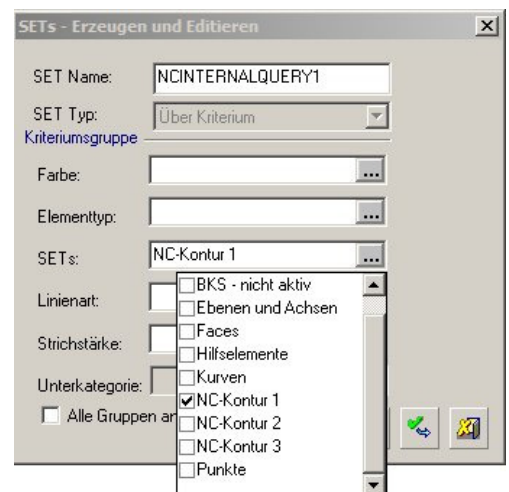 SETs - Erzeugen und Editieren
SET Name: NCINTERNALQUERY1
SET Typ: Über Kriterium
Kriteriumsgruppe
Farbe: ...
Elementtyp: ...
SETs: NC-Kontur 1 ...
BKS - nicht aktiv
Ebenen und Achsen
Linienart:
Faces
Hilfselemente
Strichstärke:
Kurven
Unterkategorie:
NC-Kontur 1
Alle Gruppen
NC-Kontur 2
NC-Kontur 3
Punkte